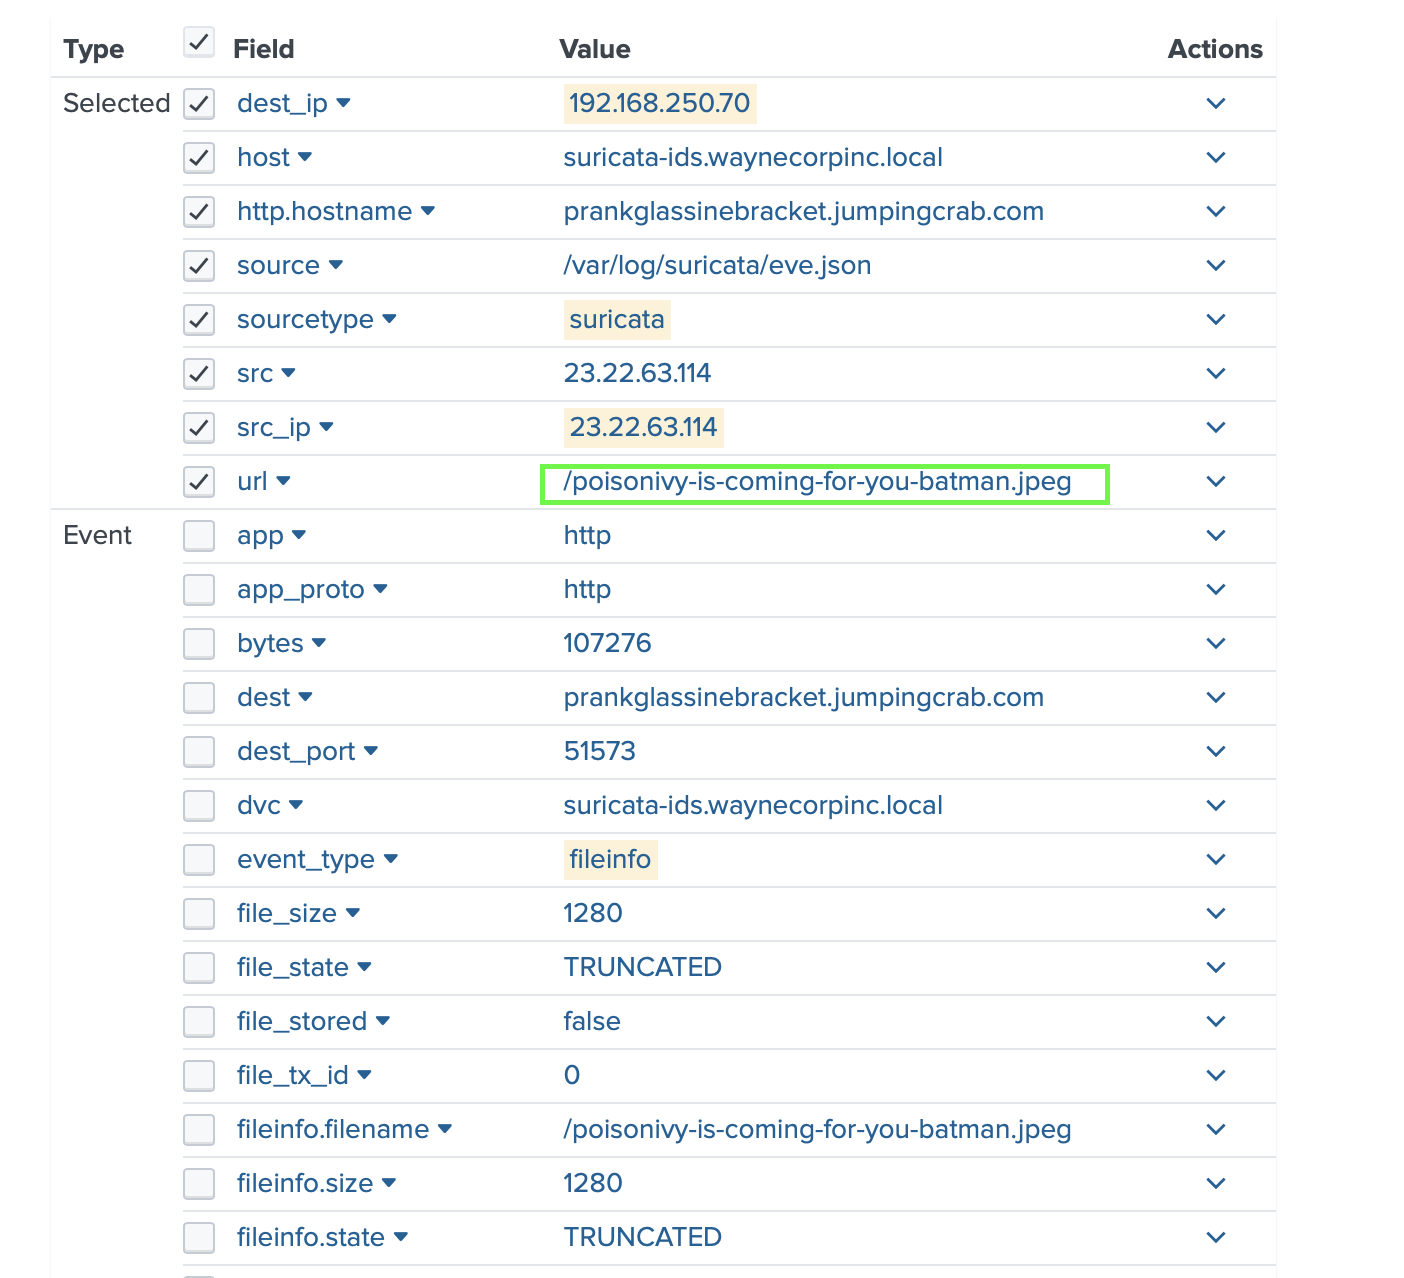 Type Field Value Actions
Selected dest_ip 192.168.250.70
host suricata-ids.waynecorpinc.local
http.hostname prankglassinebracket.jumpingcrab.com
source /var/log/suricata/eve.json
sourcetype suricata
src 23.22.63.114
src_ip 23.22.63.114
url /poisonivy-is-coming-for-you-batman.jpeg
Event app http
app_proto http
bytes 107276
dest prankglassinebracket.jumpingcrab.com
dest_port 51573
dvc suricata-ids.waynecorpinc.local
event_type fileinfo
file_size 1280
file_state TRUNCATED
file_stored false
file_tx_id 0
fileinfo.filename /poisonivy-is-coming-for-you-batman.jpeg
fileinfo.size 1280
fileinfo.state TRUNCATED